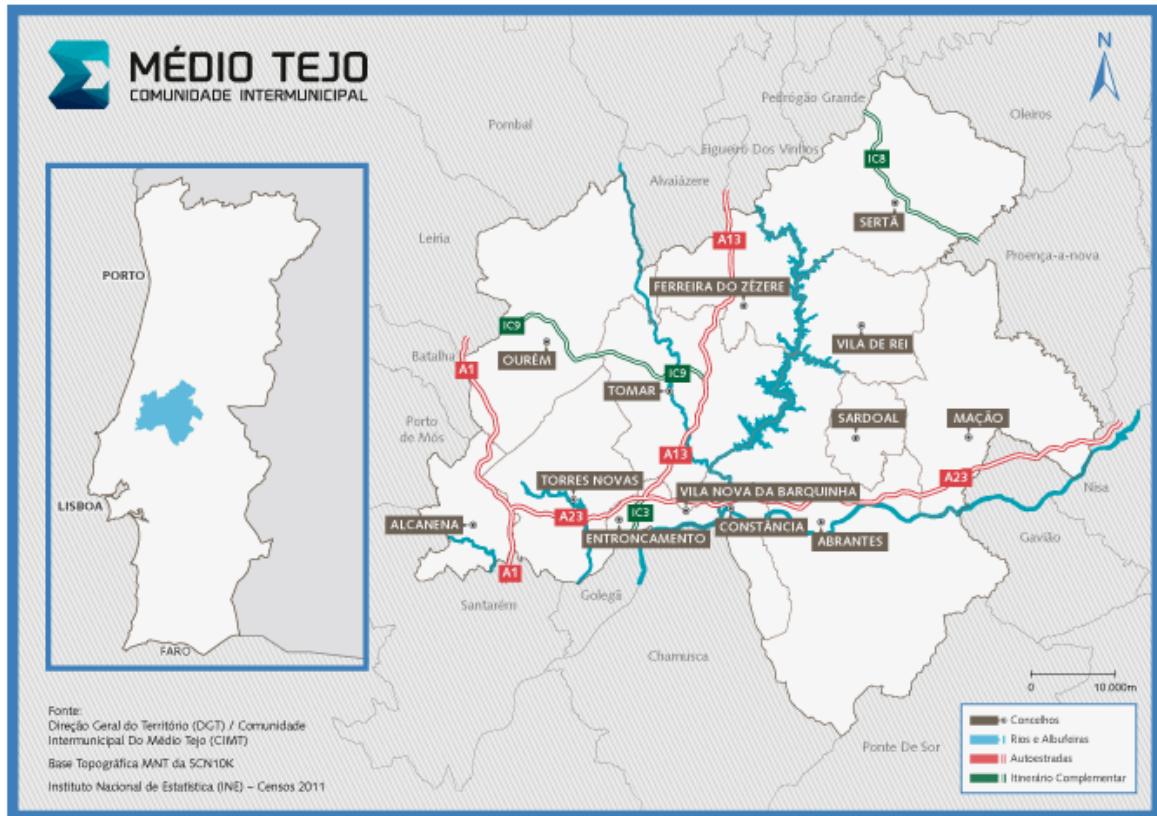 MÉDIO TEJO
COMUNIDADE INTERMUNICIPAL
N
Pedrógão Grande
Oleiros
Pombal
Figueiró Dos Vinhos
IC8
Alvaiázere
SERTÃ
Leiria
A13
Proença-a-nova
PORTO
FERREIRA DO ZÊZERE
IC9
OURÉM
VILA DE REI
Batalha
A1
IC9
TOMAR
Porto
de Mós
SARDOAL
MAÇÃO
A13
TORRES NOVAS
A23
Nisa
VILA NOVA DA BARQUINHA
LISBOA
ALCANENA
A23
IC3
CONSTÂNCIA
ENTRONCAMENTO
ABRANTES
Gavião
A1
Golegã
Santarém
FARO
Chamusca
0
10.000m
Fonte:
Direção Geral do Território (DGT) / Comunidade
Intermunicipal Do Médio Tejo (CIMT)
Base Topográfica MNT da SCN10K
Instituto Nacional de Estatística (INE) – Censos 2011
Ponte De Sor
Concelhos
Rios e Albufeiras
Autoestradas
Itinerário Complementar